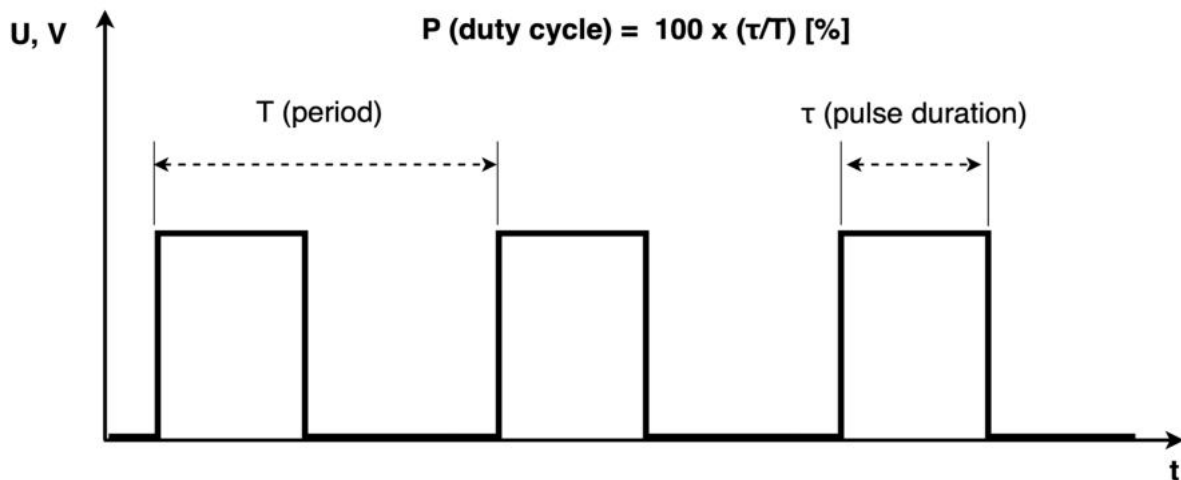 U, V
P (duty cycle) = 100 x (τ/T) [%]
T (period)
τ (pulse duration)
t